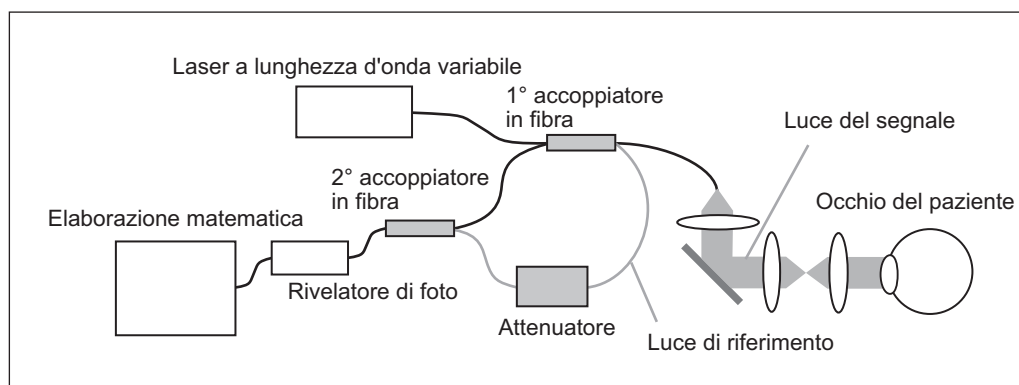 Laser a lunghezza d'onda variabile
1° accoppiatore
in fibra
Luce del segnale
2° accoppiatore
in fibra
Occhio del paziente
Elaborazione matematica
Rivelatore di foto
Attenuatore
Luce di riferimento